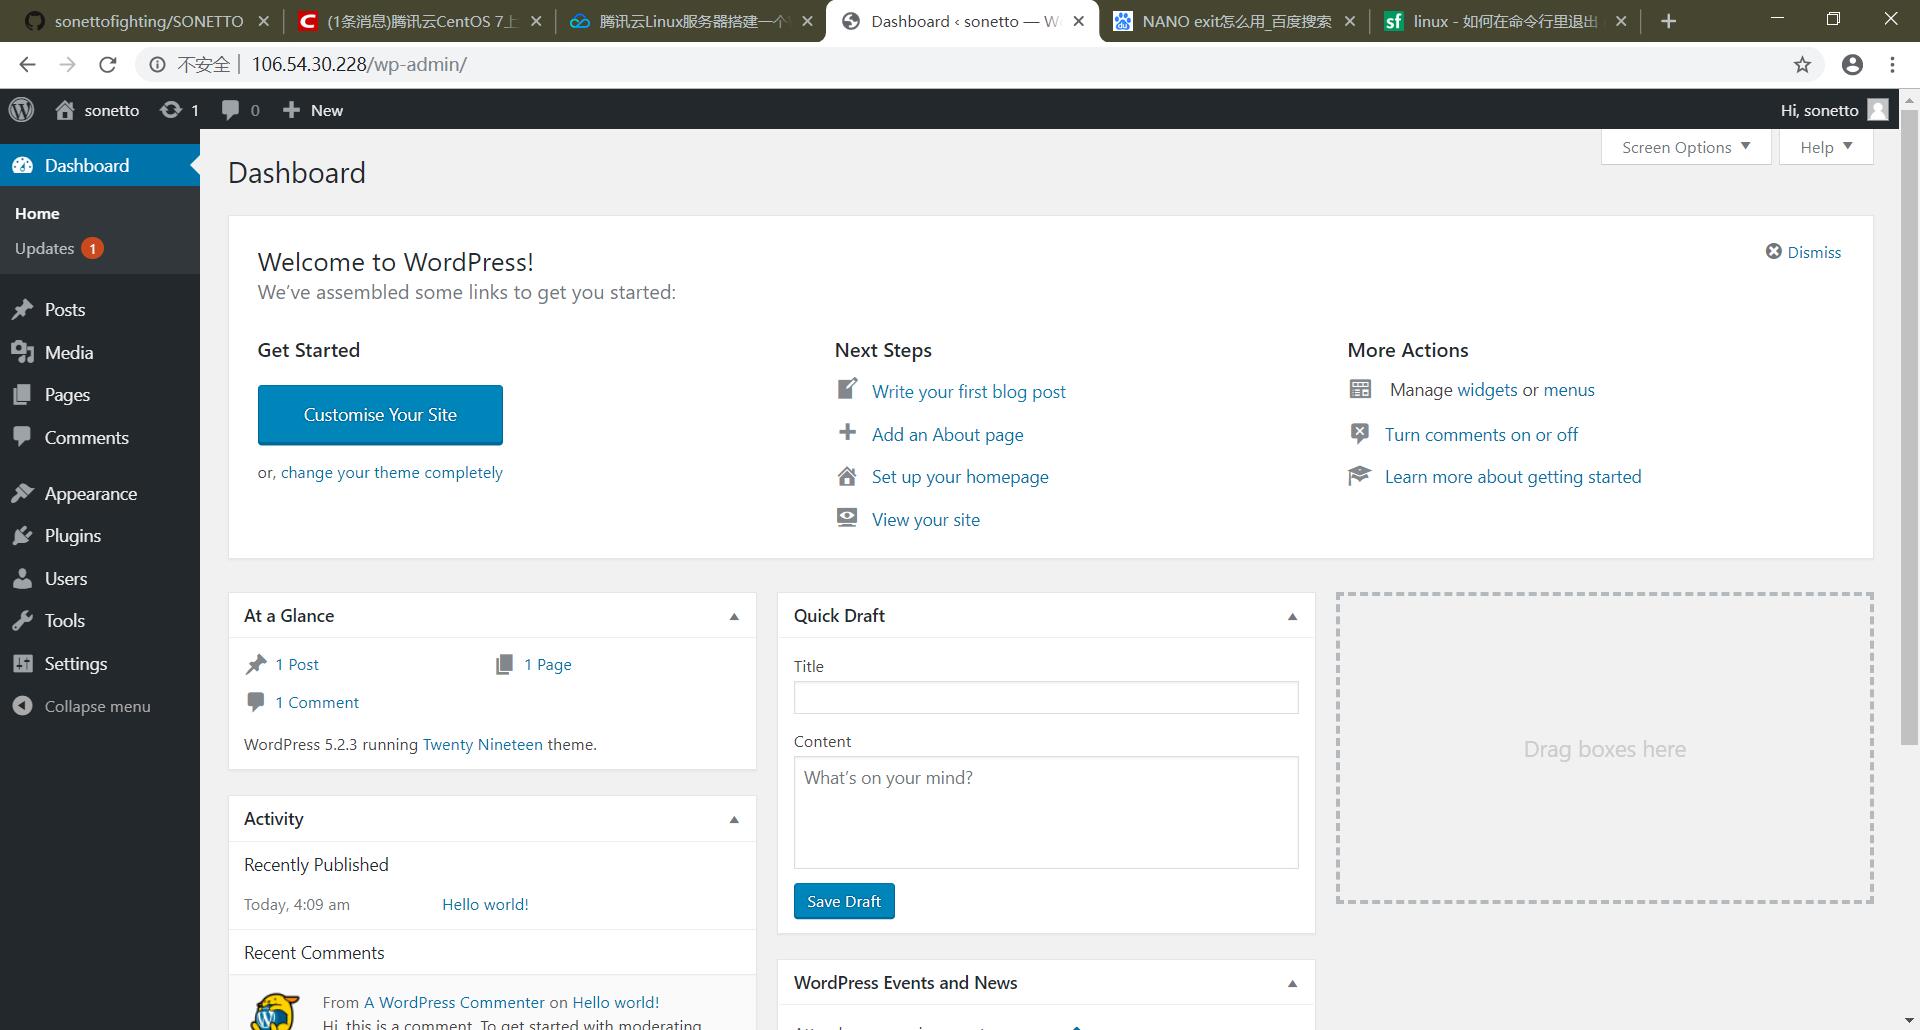 sonettofighting/SONETTO
(1条消息)腾讯云CentOS 7上
腾讯云Linux服务器搭建一个
Dashboard ‹ sonetto — W
NANO exit怎么用_百度搜索
linux - 如何在命令行里退出
不安全 | 106.54.30.228/wp-admin/
sonetto 1 0 New
Hi, sonetto
Dashboard
Home
Updates 1
Posts
Media
Pages
Comments
Appearance
Plugins
Users
Tools
Settings
Collapse menu
Screen Options
Help
Dashboard
Welcome to WordPress!
We’ve assembled some links to get you started:
Dismiss
Get Started
Customise Your Site
or, change your theme completely
Next Steps
Write your first blog post
Add an About page
Set up your homepage
View your site
More Actions
Manage widgets or menus
Turn comments on or off
Learn more about getting started
At a Glance
1 Post
1 Page
1 Comment
WordPress 5.2.3 running Twenty Nineteen theme.
Activity
Recently Published
Today, 4:09 am Hello world!
Recent Comments
From A WordPress Commenter on Hello world!
Hi, this is a comment. To get started with moderating,
Quick Draft
Title
Content
What’s on your mind?
Save Draft
WordPress Events and News
Drag boxes here